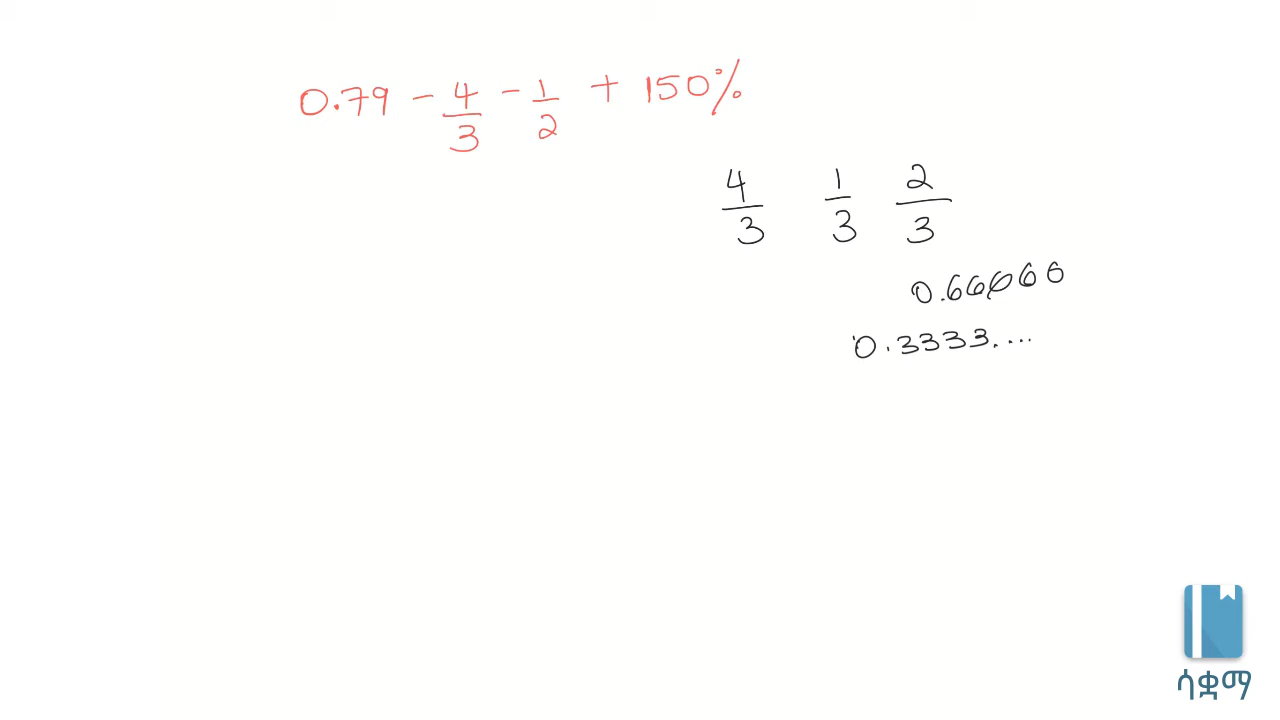 0.79 - 4/3 - 1/2 + 150%
4/3 1/3 2/3
0.66666
0.3333....
ሳቋማ